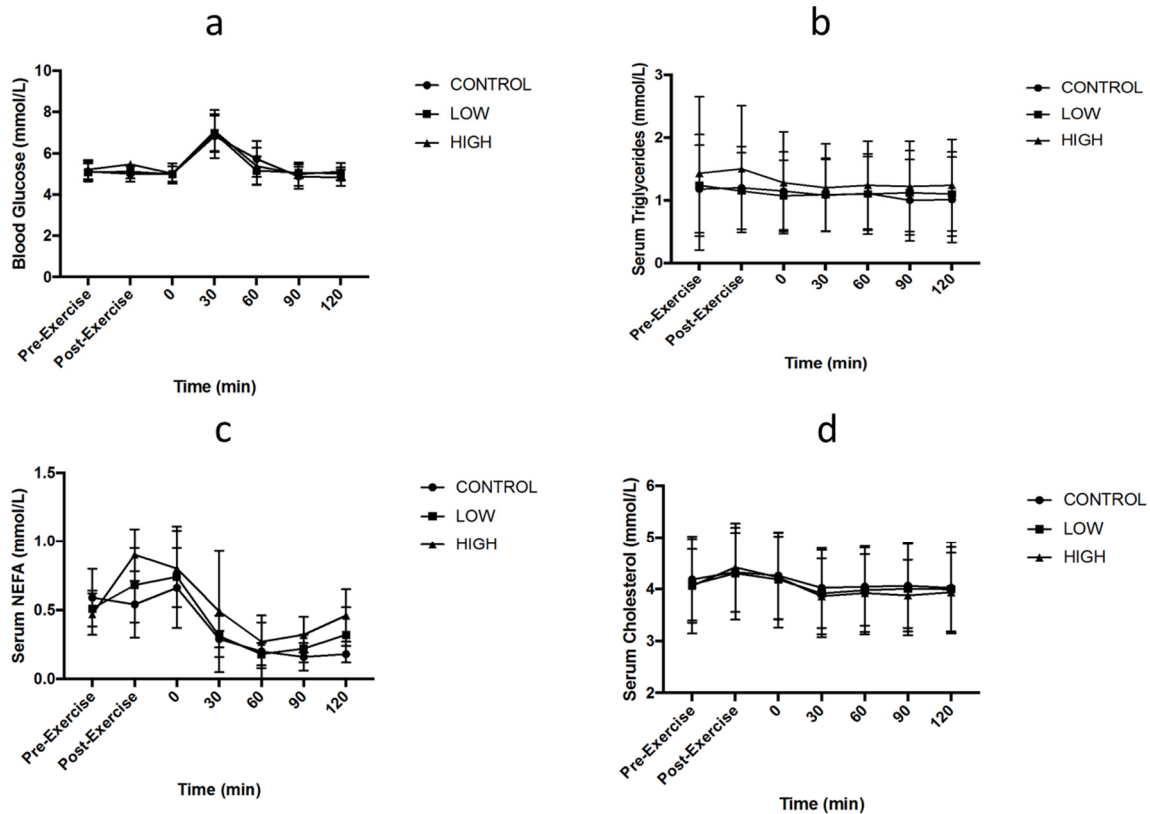 a
Blood Glucose (mmol/L)
10
8
6
4
2
0
Pre-Exercise
Post-Exercise
0
30
60
90
120
Time (min)
CONTROL
LOW
HIGH
b
Serum Triglycerides (mmol/L)
3
2
1
0
Pre-Exercise
Post-Exercise
0
30
60
90
120
Time (min)
CONTROL
LOW
HIGH
c
Serum NEFA (mmol/L)
1.5
1.0
0.5
0.0
Pre-Exercise
Post-Exercise
0
30
60
90
120
Time (min)
CONTROL
LOW
HIGH
d
Serum Cholesterol (mmol/L)
6
5
4
3
2
Pre-Exercise
Post-Exercise
0
30
60
90
120
Time (min)
CONTROL
LOW
HIGH